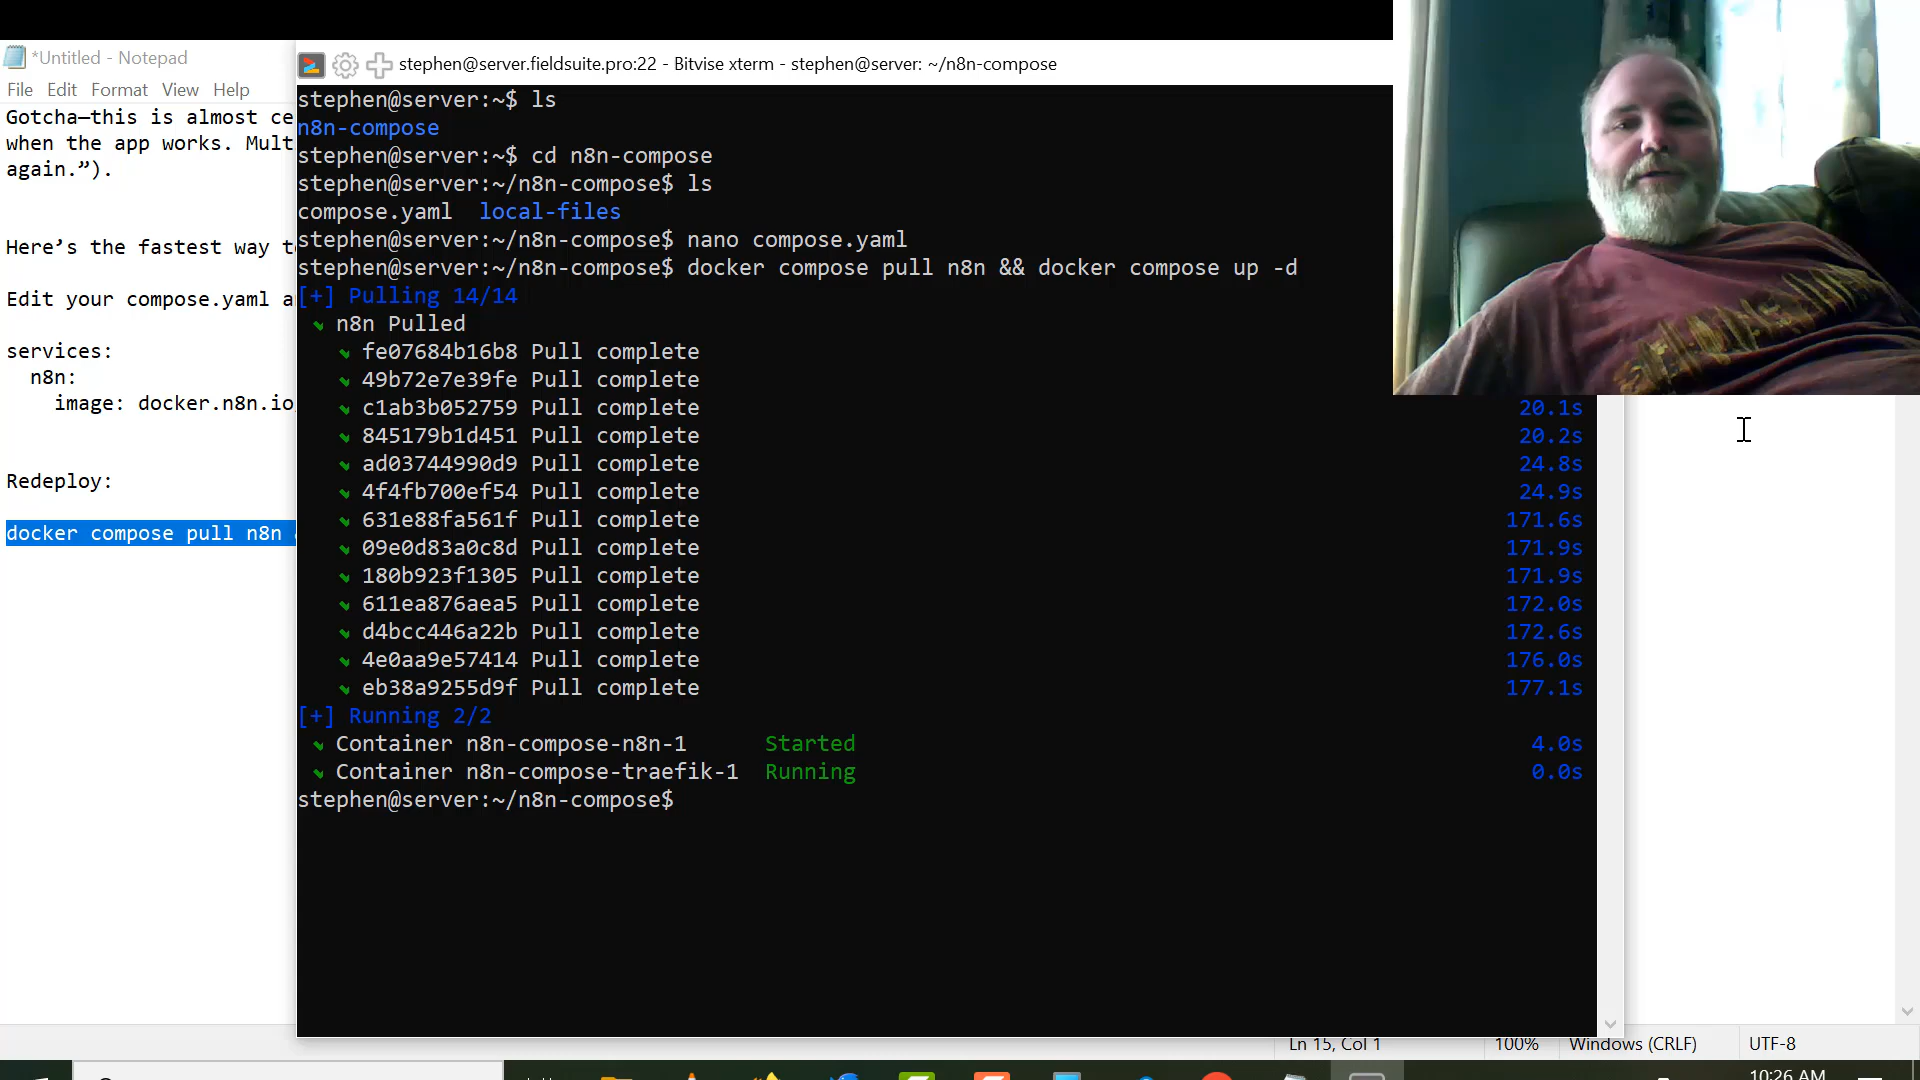 *Untitled - Notepad
File Edit Format View Help
Gotcha—this is almost ce
when the app works. Mult
again.”).
Here’s the fastest way t
Edit your compose.yaml a
services:
n8n:
image: docker.n8n.io
Redeploy:
docker compose pull n8n
stephen@server.fieldsuite.pro:22 - Bitvise xterm - stephen@server: ~/n8n-compose
stephen@server:~$ ls
n8n-compose
stephen@server:~$ cd n8n-compose
stephen@server:~/n8n-compose$ ls
compose.yaml local-files
stephen@server:~/n8n-compose$ nano compose.yaml
stephen@server:~/n8n-compose$ docker compose pull n8n && docker compose up -d
[+] Pulling 14/14
n8n Pulled
fe07684b16b8 Pull complete
49b72e7e39fe Pull complete
c1ab3b052759 Pull complete 20.1s
845179b1d451 Pull complete 20.2s
ad03744990d9 Pull complete 24.8s
4f4fb700ef54 Pull complete 24.9s
631e88fa561f Pull complete 171.6s
09e0d83a0c8d Pull complete 171.9s
180b923f1305 Pull complete 171.9s
611ea876aea5 Pull complete 172.0s
d4bcc446a22b Pull complete 172.6s
4e0aa9e57414 Pull complete 176.0s
eb38a9255d9f Pull complete 177.1s
[+] Running 2/2
Container n8n-compose-n8n-1 Started 4.0s
Container n8n-compose-traefik-1 Running 0.0s
stephen@server:~/n8n-compose$
Ln 15, Col 1 100% Windows (CRLF) UTF-8
10:26 AM